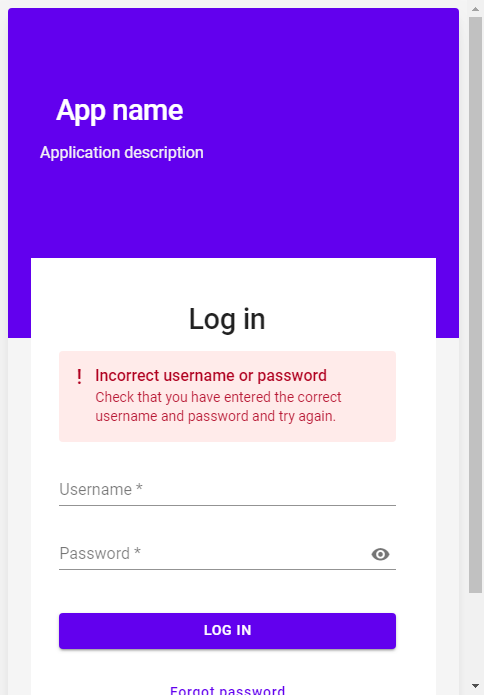 App name
Application description
Log in
! Incorrect username or password
Check that you have entered the correct
username and password and try again.
Username *
Password *
LOG IN
Forgot password